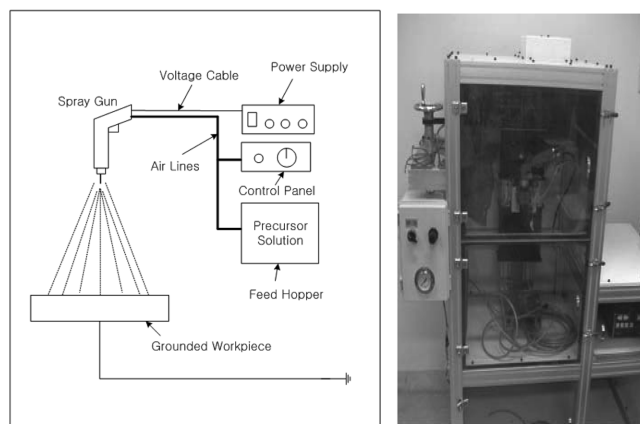 Voltage Cable
Power Supply
Spray Gun
Air Lines
Control Panel
Precursor
Solution
Feed Hopper
Grounded Workpiece